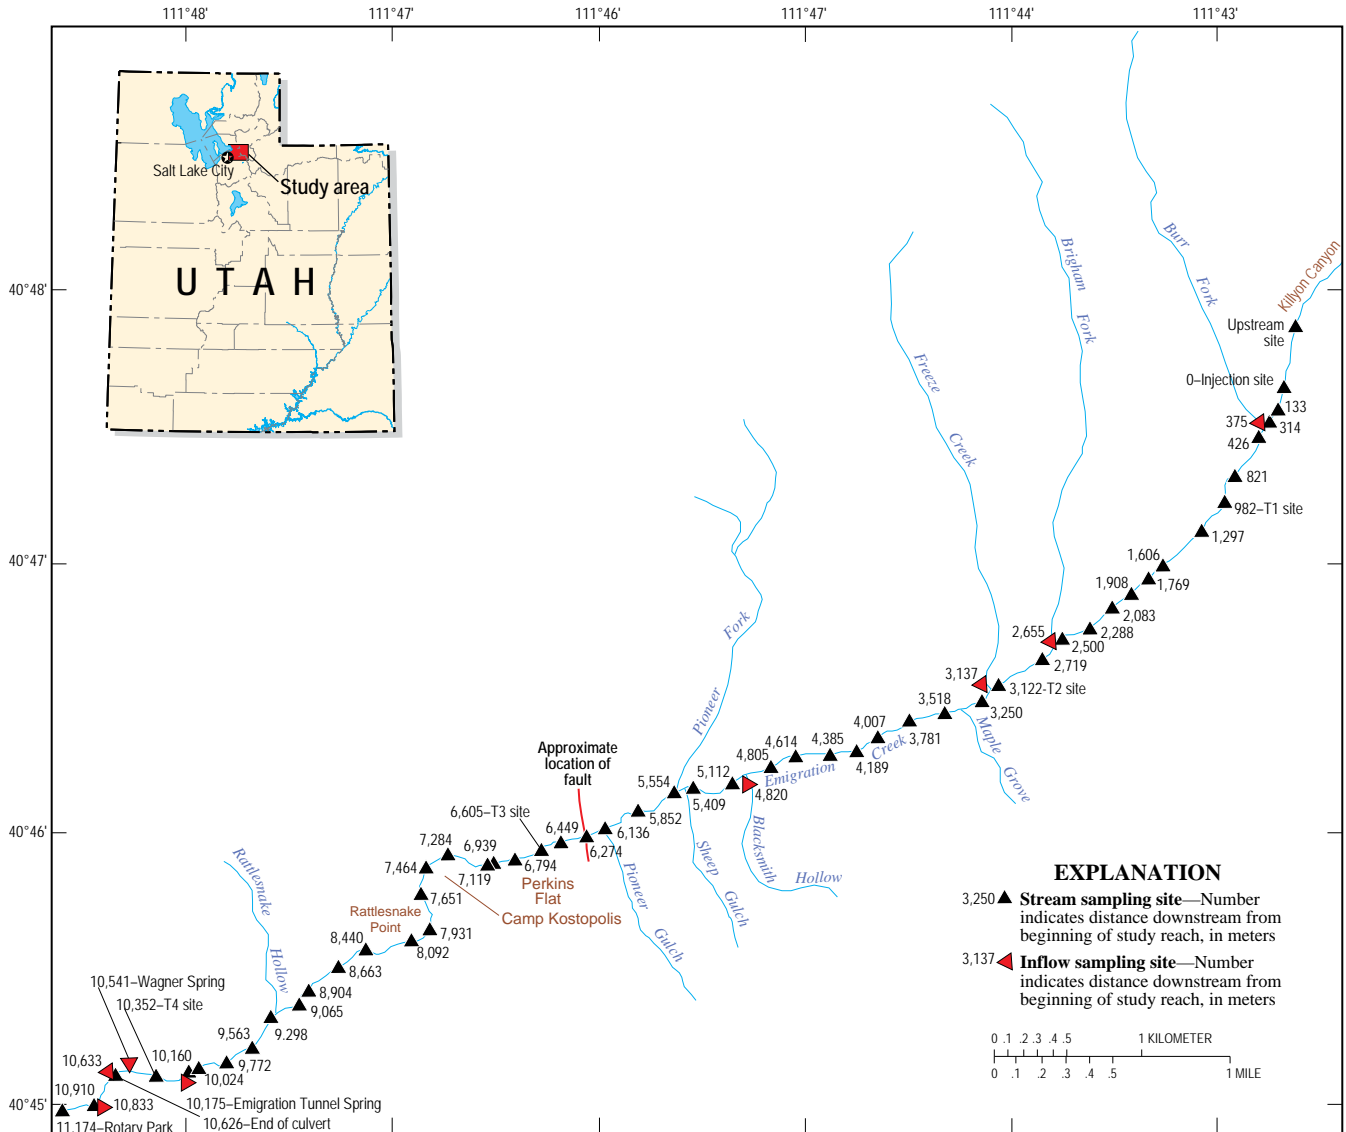 111°48'
111°47'
111°46'
111°47'
111°44'
111°43'
40°48'
40°47'
40°46'
40°45'
Salt Lake City
Study area
UTAH
Burr
Fork
Brigham
Fork
Killyon Canyon
Upstream
site
0–Injection site
133
375
314
426
821
982–T1 site
1,297
Freeze
Creek
1,606
1,769
1,908
2,083
2,288
2,655
2,500
2,719
3,137
3,122-T2 site
3,250
3,518
Maple
Grove
3,781
4,007
4,189
4,385
4,614
4,805
4,820
Emigration
Creek
Pioneer
Fork
5,112
5,409
5,554
5,852
Blacksmith
Hollow
Sheep
Gulch
Approximate
location of
fault
6,136
6,274
6,449
6,605–T3 site
6,794
6,939
7,119
7,284
7,464
7,651
Pioneer
Gulch
Perkins
Flat
Camp Kostopolis
Rattlesnake
Point
7,931
8,092
8,440
8,663
8,904
9,065
9.298
Rattlesnake
Hollow
9,563
9,772
10,541–Wagner Spring
10,352–T4 site
10,160
10,024
10,633
10,910
10,833
10,175–Emigration Tunnel Spring
10,626–End of culvert
11,174–Rotary Park
EXPLANATION
3,250 Stream sampling site—Number
indicates distance downstream from
beginning of study reach, in meters
3,137 Inflow sampling site—Number
indicates distance downstream from
beginning of study reach, in meters
0 .1 .2 .3 .4 .5 1 KILOMETER
0 .1 .2 .3 .4 .5 1 MILE